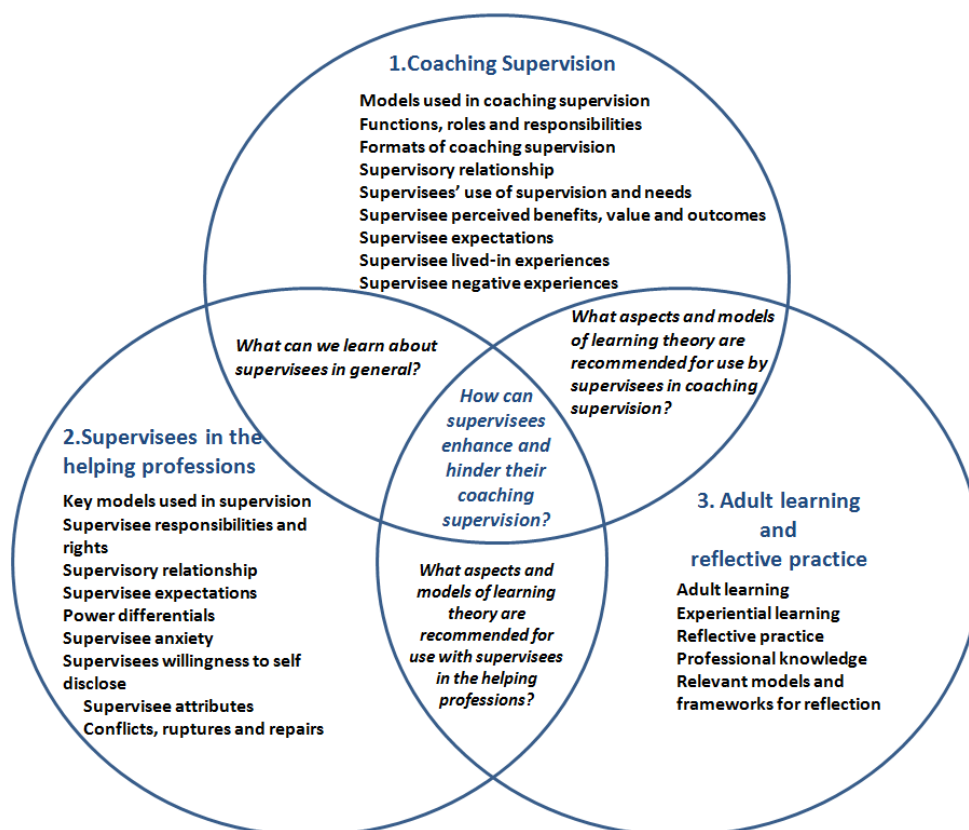 1.Coaching Supervision
Models used in coaching supervision
Functions, roles and responsibilities
Formats of coaching supervision
Supervisory relationship
Supervisees’ use of supervision and needs
Supervisee perceived benefits, value and outcomes
Supervisee expectations
Supervisee lived-in experiences
Supervisee negative experiences
What can we learn about
supervisees in general?
What aspects and models
of learning theory are
recommended for use by
supervisees in coaching
supervision?
How can
supervisees
enhance and
hinder their
coaching
supervision?
2.Supervisees in the
helping professions
Key models used in supervision
Supervisee responsibilities and
rights
Supervisory relationship
Supervisee expectations
Power differentials
Supervisee anxiety
Supervisees willingness to self
disclose
Supervisee attributes
Conflicts, ruptures and repairs
What aspects and
models of learning
theory are
recommended for
use with supervisees
in the helping
professions?
3. Adult learning
and
reflective practice
Adult learning
Experiential learning
Reflective practice
Professional knowledge
Relevant models and
frameworks for reflection